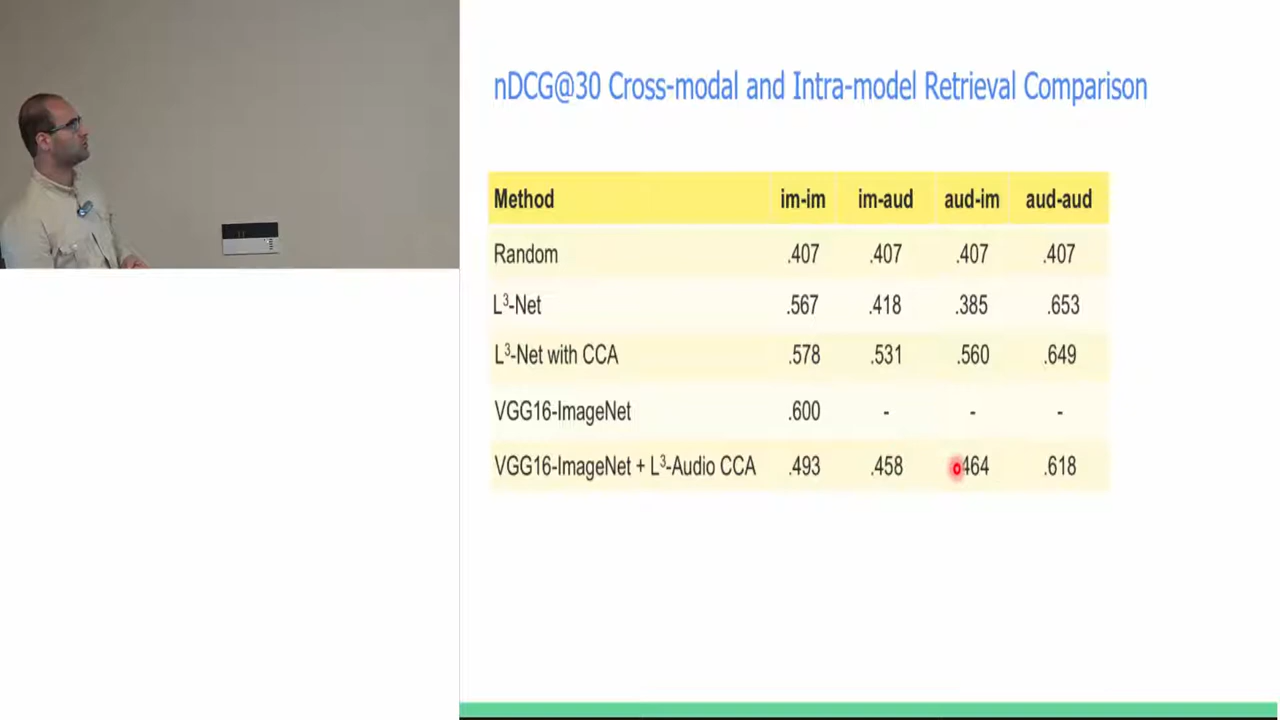 nDCG@30 Cross-modal and Intra-model Retrieval Comparison
Method im-im im-aud aud-im aud-aud
Random .407 .407 .407 .407
L³-Net .567 .418 .385 .653
L³-Net with CCA .578 .531 .560 .649
VGG16-ImageNet .600 - - -
VGG16-ImageNet + L³-Audio CCA .493 .458 .464 .618